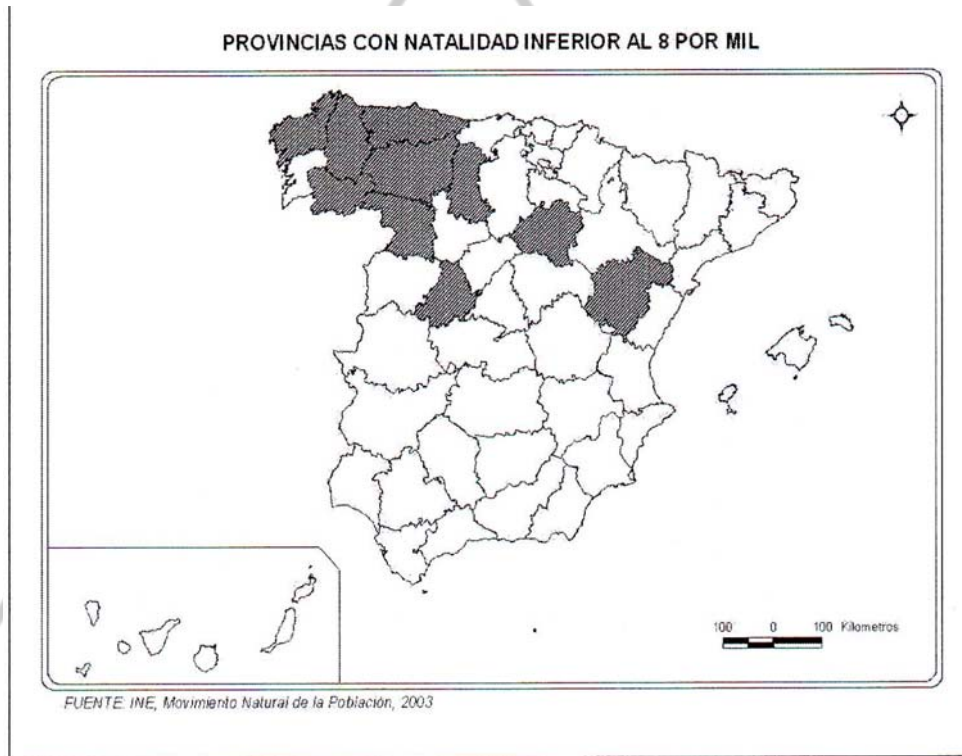 PROVINCIAS CON NATALIDAD INFERIOR AL 8 POR MIL
100 0 100 Kilometros
FUENTE: INE, Movimiento Natural de la Población, 2003